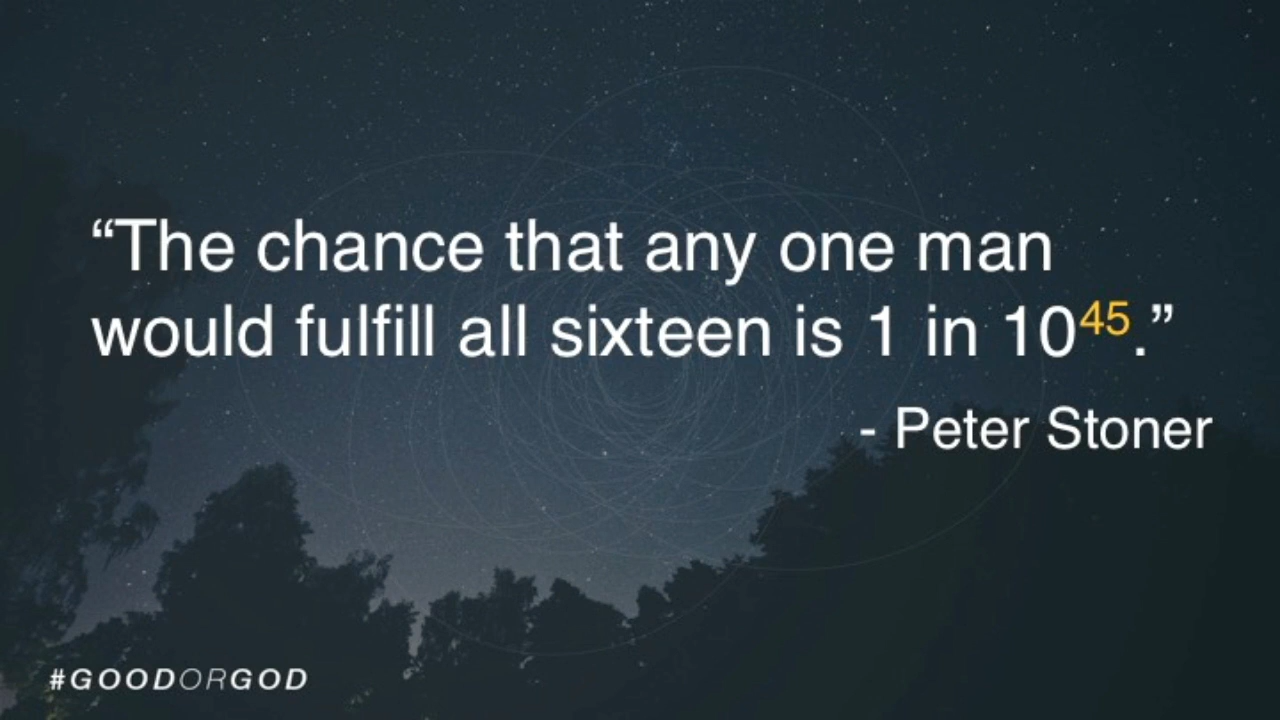 “The chance that any one man
would fulfill all sixteen is 1 in 10⁴⁵.”
- Peter Stoner
#GOODORGOD